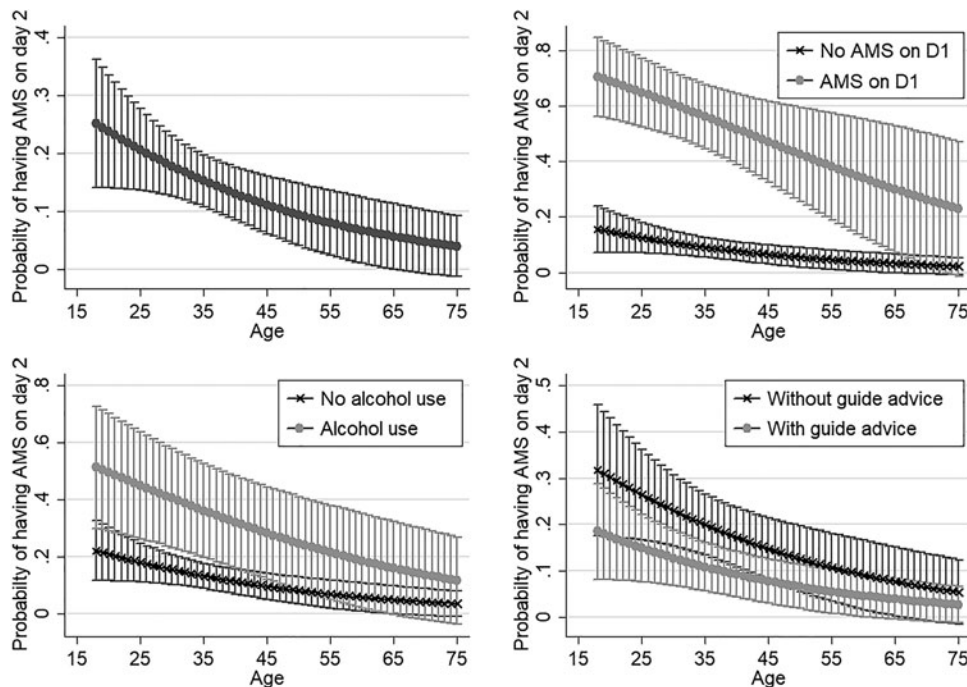 Probability of having AMS on day 2
.4
.3
.2
.1
0
15 25 35 45 55 65 75
Age
Probability of having AMS on day 2
.8
.6
.4
.2
0
No AMS on D1
AMS on D1
15 25 35 45 55 65 75
Age
Probability of having AMS on day 2
.8
.6
.4
.2
0
No alcohol use
Alcohol use
15 25 35 45 55 65 75
Age
Probability of having AMS on day 2
.5
.4
.3
.2
.1
0
Without guide advice
With guide advice
15 25 35 45 55 65 75
Age